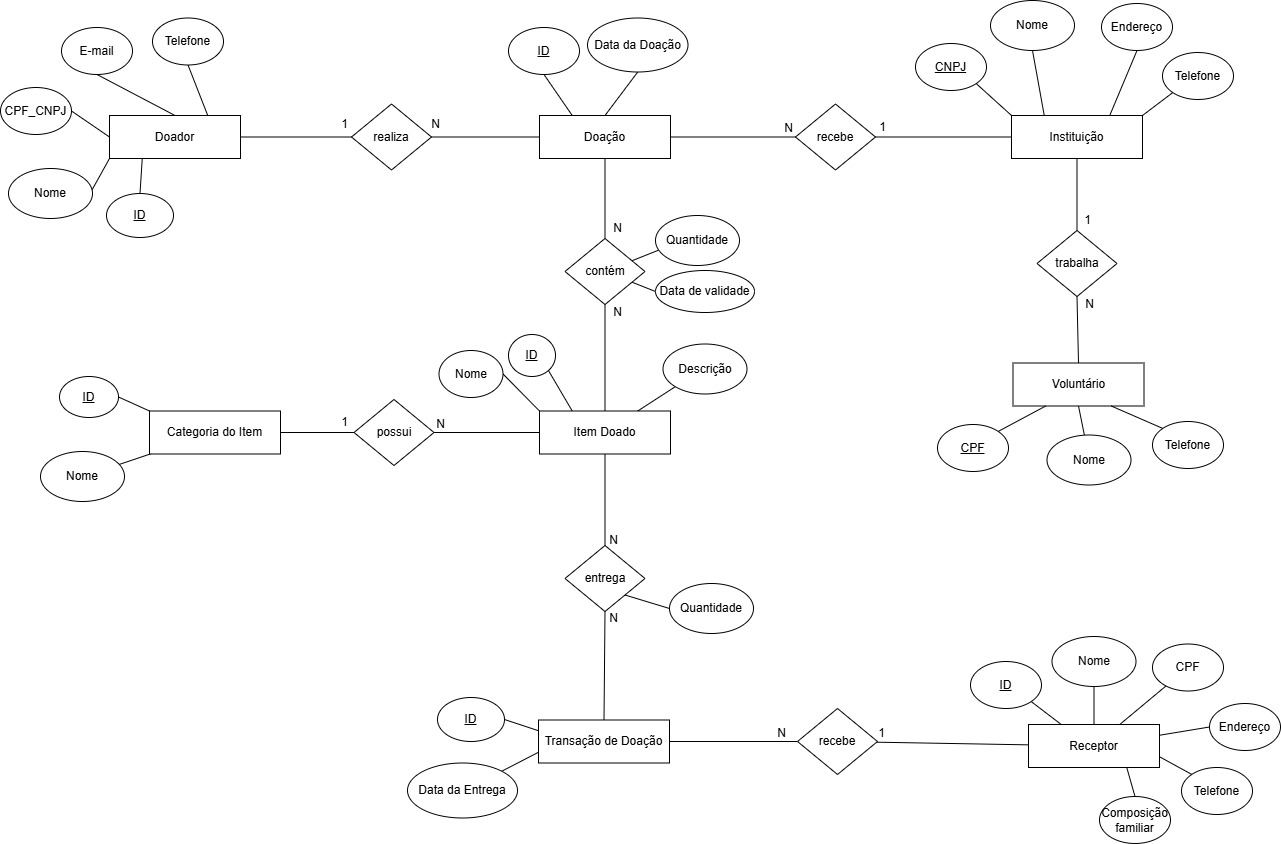 Nome
Endereço
E-mail
Telefone
ID
Data da Doação
CNPJ
Telefone
CPF_CNPJ
Doador
1
realiza
N
Doação
N
recebe
1
Instituição
Nome
ID
1
trabalha
N
Voluntário
CPF
Nome
Telefone
N
contém
N
Quantidade
Data de validade
ID
Nome
Categoria do Item
1
possui
N
Nome
ID
Descrição
Item Doado
N
entrega
N
Quantidade
ID
Data da Entrega
Transação de Doação
N
recebe
1
Receptor
ID
Nome
CPF
Endereço
Telefone
Composição
familiar